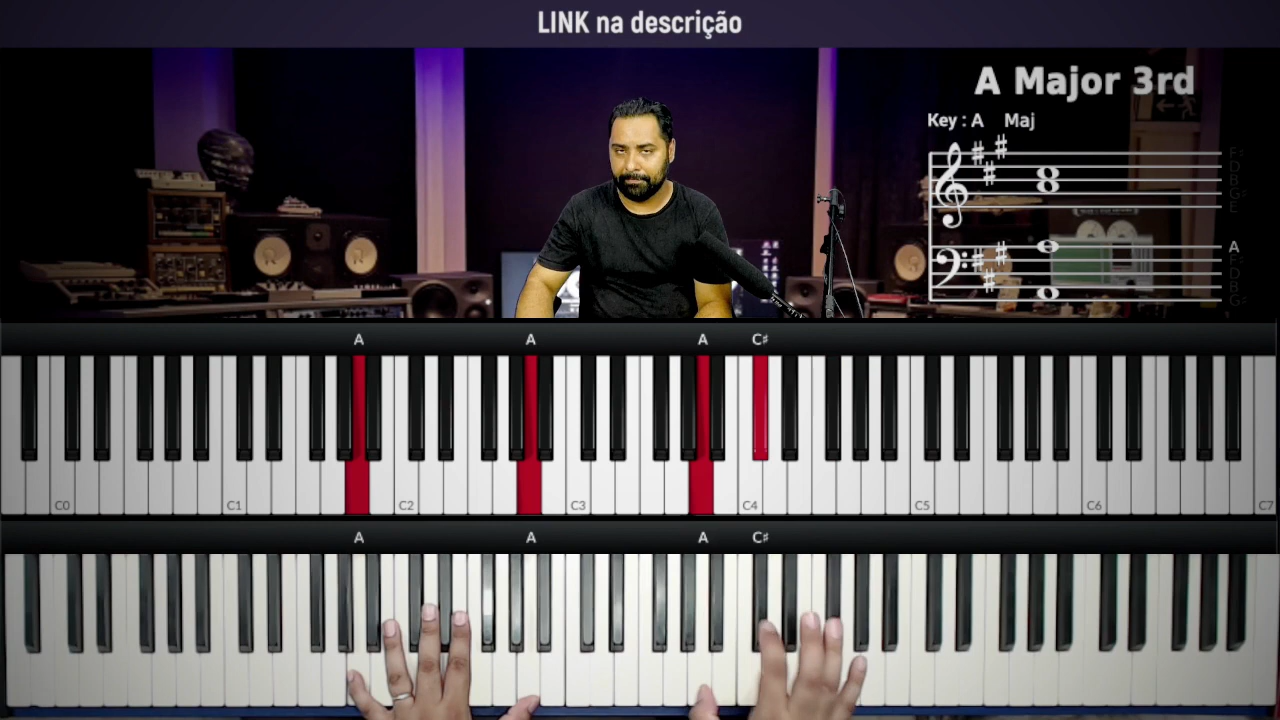 LINK na descrição
A Major 3rd
Key : A Maj
F♯
D
B
G♯
E
A
F♯
D
B
G♯
A A A C♯
C0 C1 C2 C3 C4 C5 C6 C7
A A A C♯